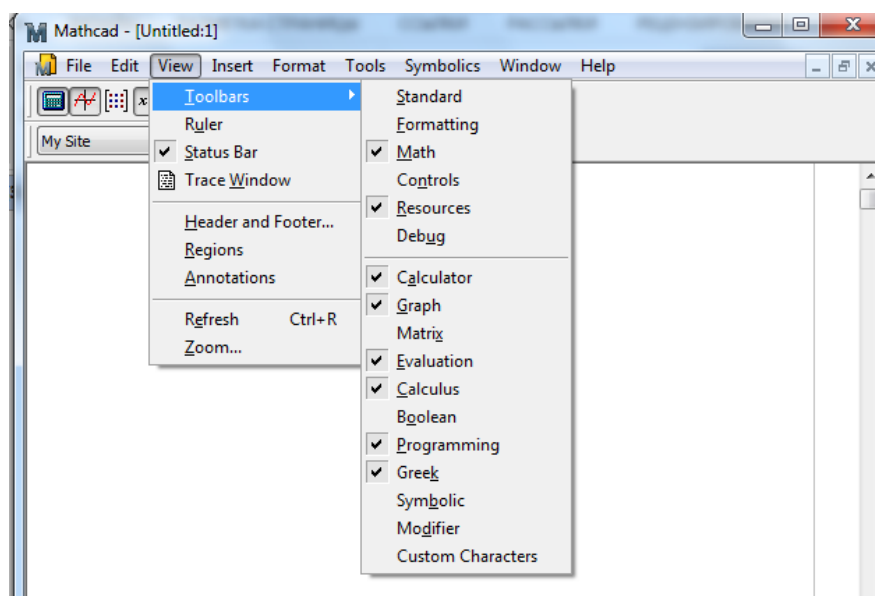 Mathcad - [Untitled:1]
File Edit View Insert Format Tools Symbolics Window Help
My Site
Toolbars
Ruler
Status Bar
Trace Window
Header and Footer...
Regions
Annotations
Refresh Ctrl+R
Zoom...
Standard
Formatting
Math
Controls
Resources
Debug
Calculator
Graph
Matrix
Evaluation
Calculus
Boolean
Programming
Greek
Symbolic
Modifier
Custom Characters